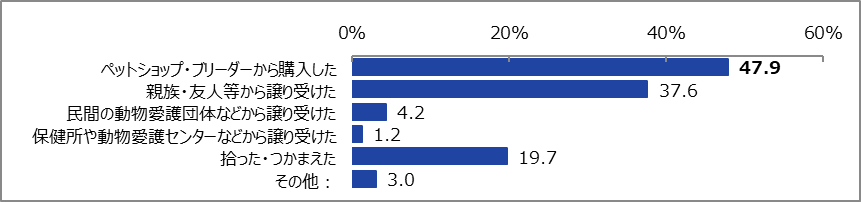 0% 20% 40% 60%
ペットショップ・ブリーダーから購入した 47.9
親族・友人等から譲り受けた 37.6
民間の動物愛護団体などから譲り受けた 4.2
保健所や動物愛護センターなどから譲り受けた 1.2
拾った・つかまえた 19.7
その他： 3.0